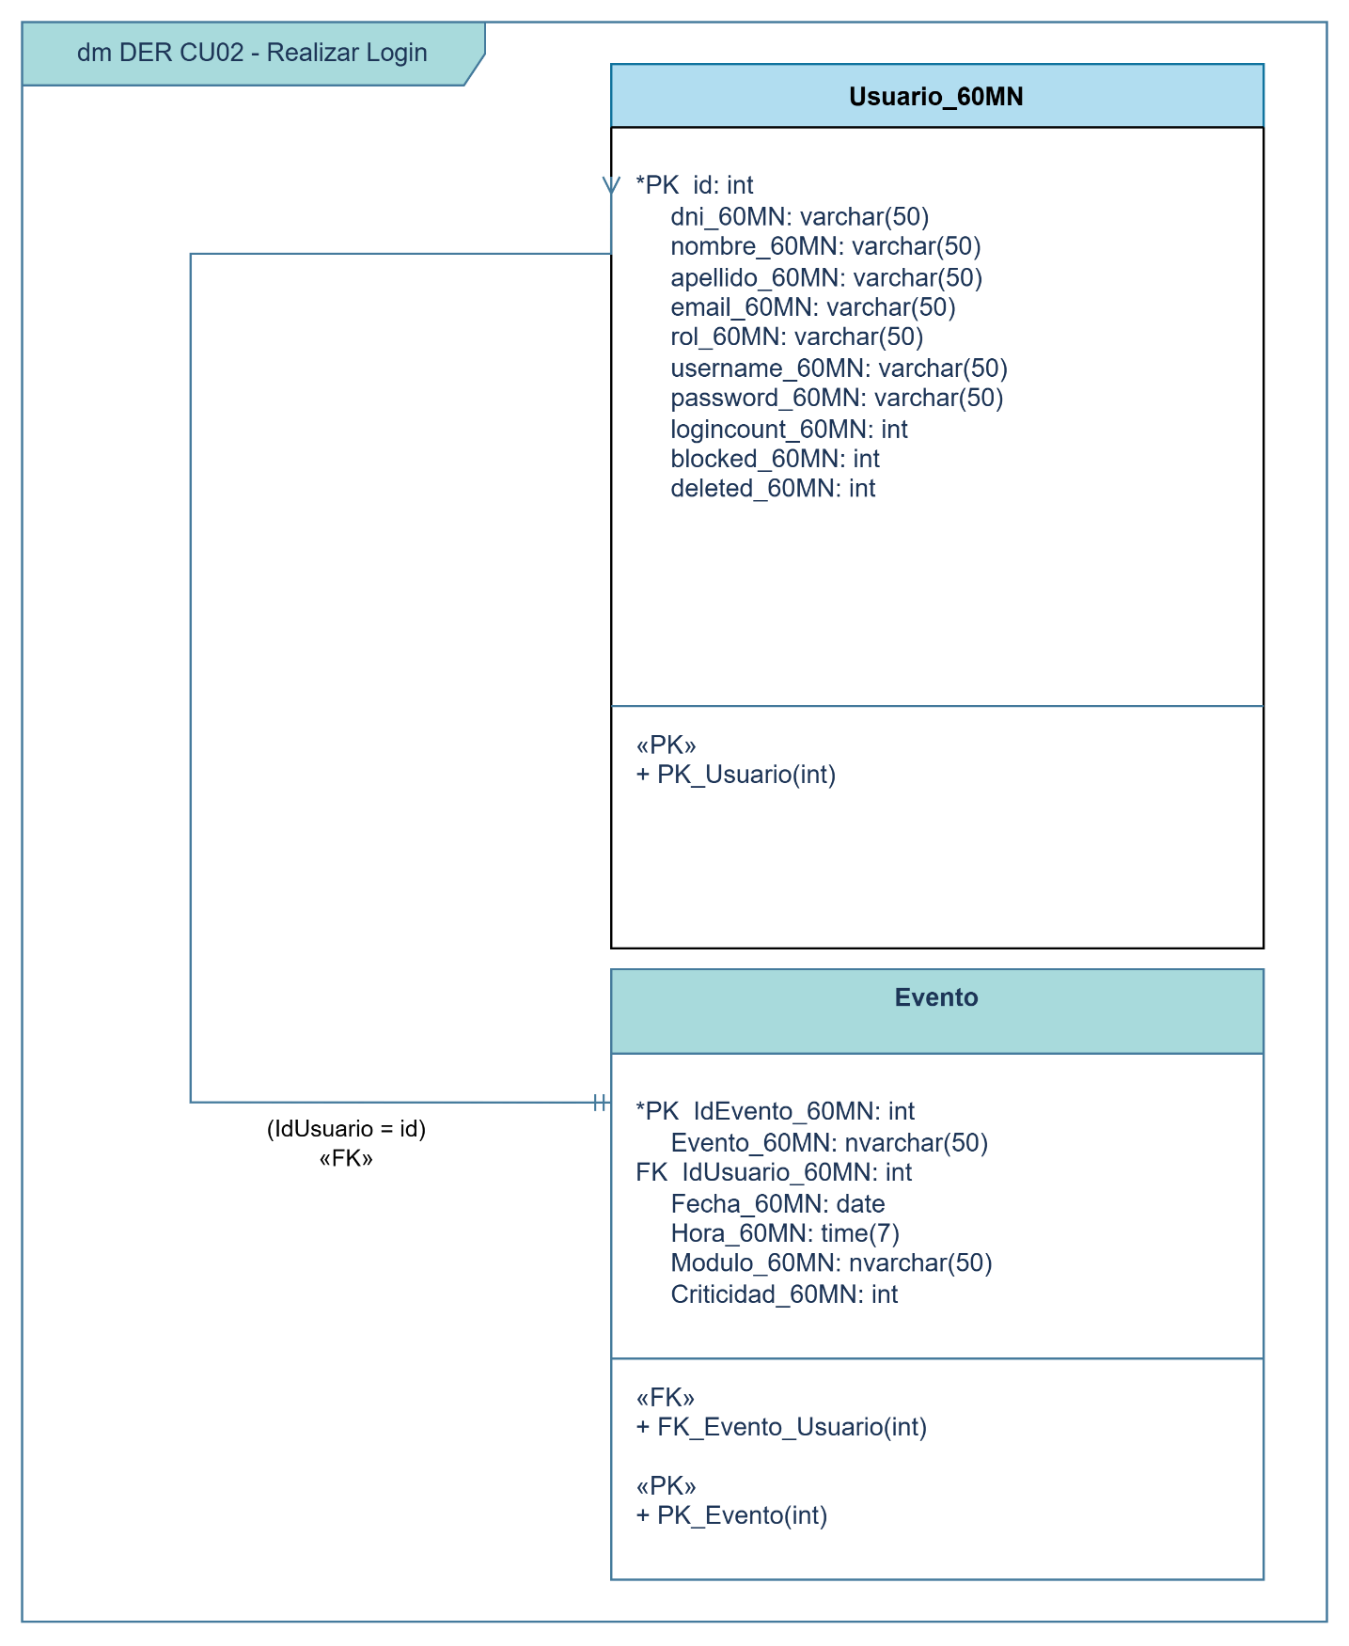 dm DER CU02 - Realizar Login
Usuario_60MN
*PK id: int
dni_60MN: varchar(50)
nombre_60MN: varchar(50)
apellido_60MN: varchar(50)
email_60MN: varchar(50)
rol_60MN: varchar(50)
username_60MN: varchar(50)
password_60MN: varchar(50)
logincount_60MN: int
blocked_60MN: int
deleted_60MN: int
«PK»
+ PK_Usuario(int)
Evento
*PK IdEvento_60MN: int
Evento_60MN: nvarchar(50)
FK IdUsuario_60MN: int
Fecha_60MN: date
Hora_60MN: time(7)
Modulo_60MN: nvarchar(50)
Criticidad_60MN: int
«FK»
+ FK_Evento_Usuario(int)
«PK»
+ PK_Evento(int)
(IdUsuario = id)
«FK»